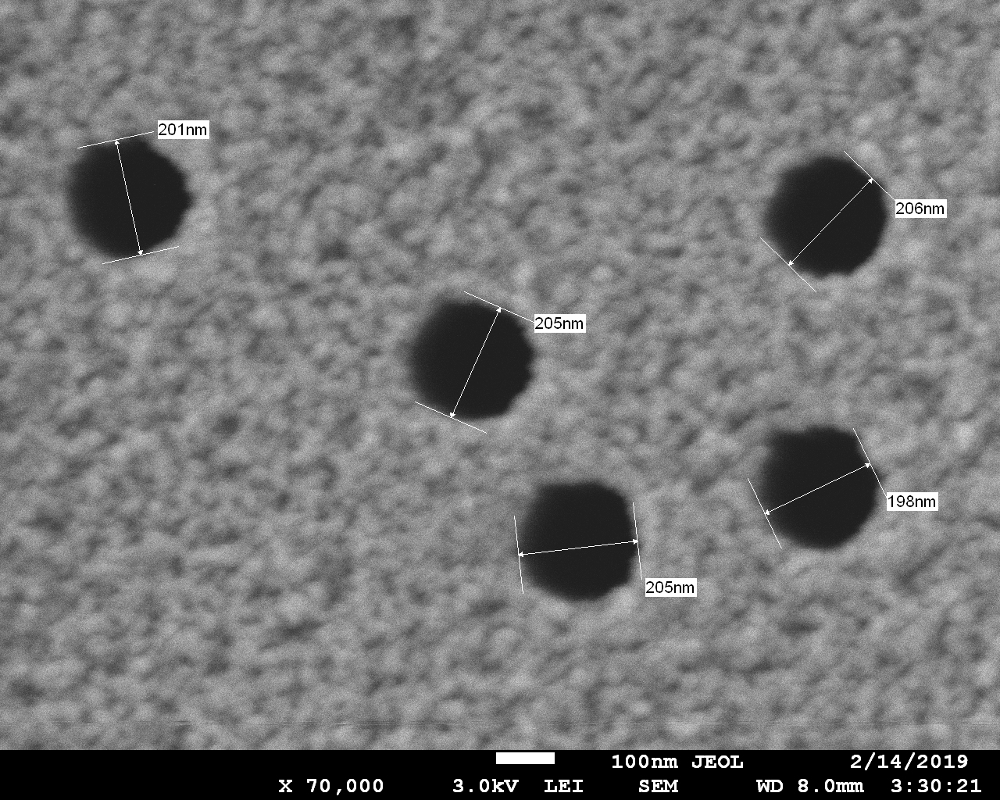 201nm
206nm
205nm
198nm
205nm
100nm JEOL 2/14/2019
X 70,000 3.0kV LEI SEM WD 8.0mm 3:30:21